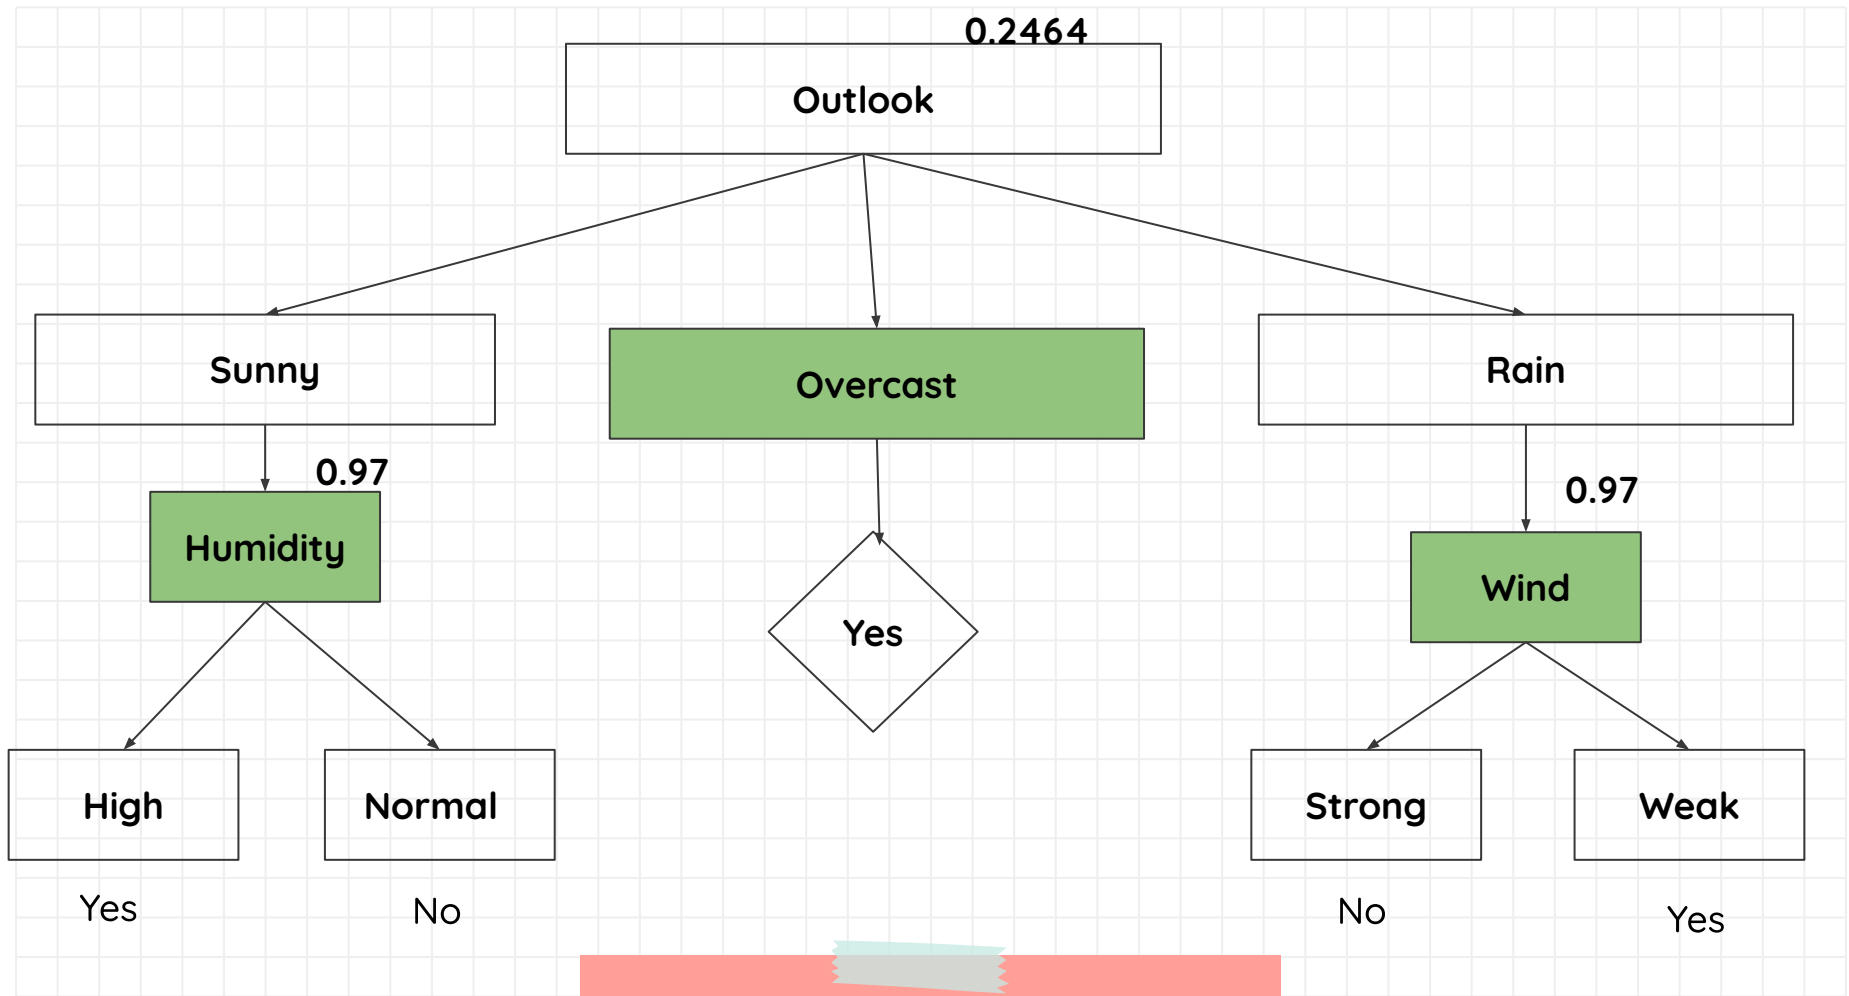 0.2464
Outlook
Sunny
Overcast
Rain
0.97
0.97
Humidity
Wind
Yes
High
Normal
Strong
Weak
Yes
No
No
Yes